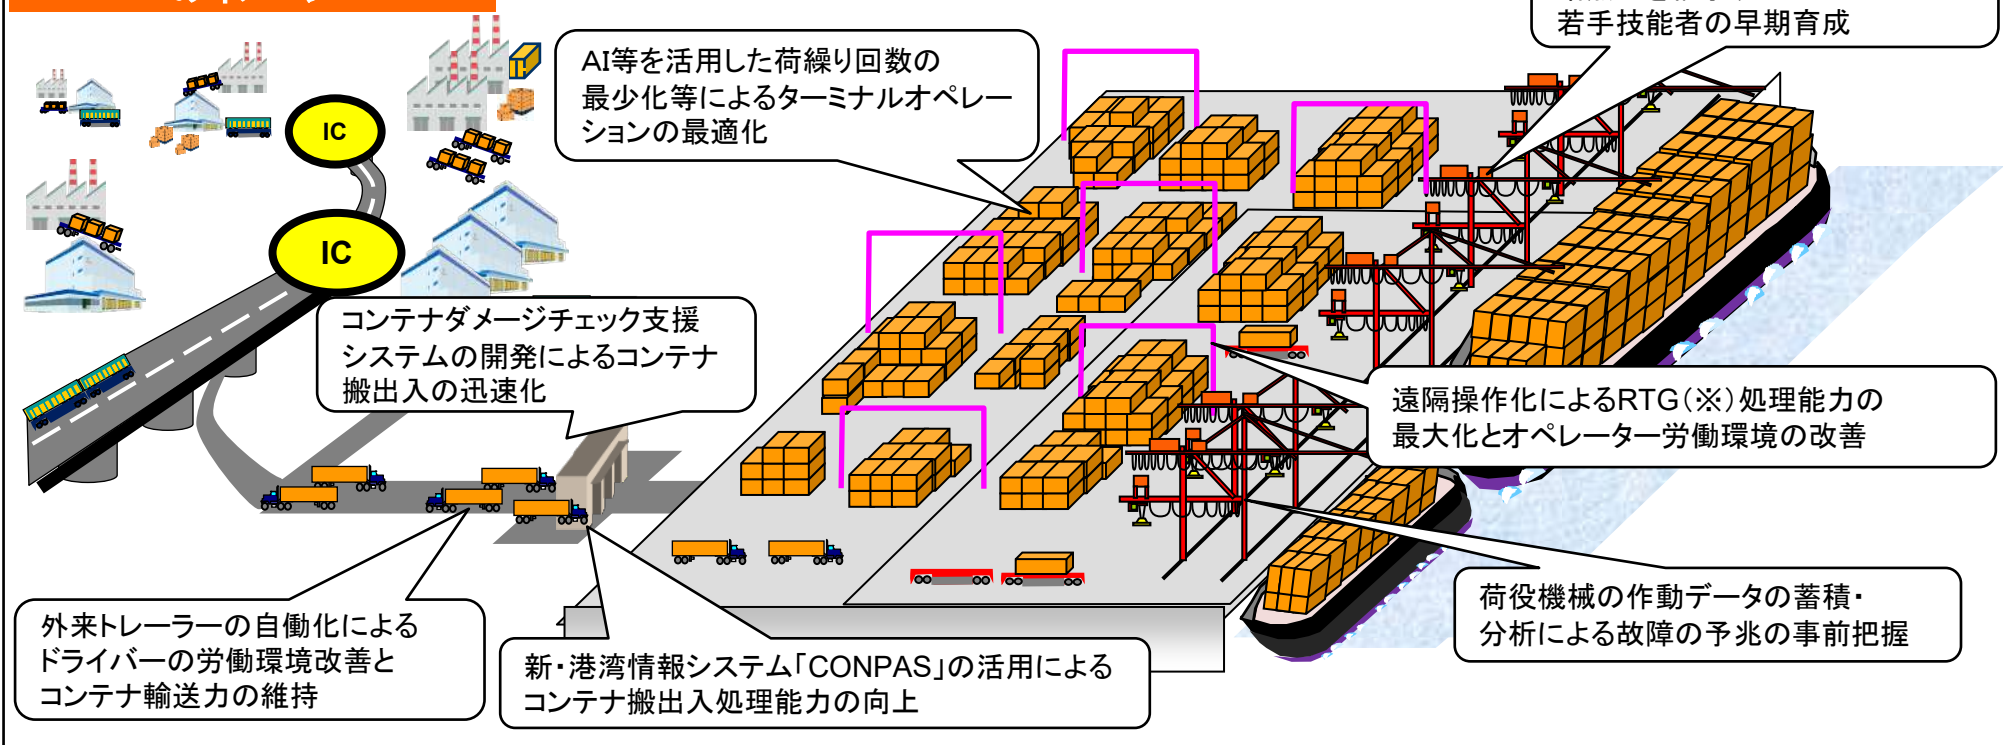 若手技能者の早期育成
AI等を活用した荷繰り回数の
最少化等によるターミナルオペレー
ションの最適化
IC
IC
コンテナダメージチェック支援
システムの開発によるコンテナ
搬出入の迅速化
遠隔操作化によるRTG(※)処理能力の
最大化とオペレーター労働環境の改善
荷役機械の作動データの蓄積・
分析による故障の予兆の事前把握
外来トレーラーの自働化による
ドライバーの労働環境改善と
コンテナ輸送力の維持
新・港湾情報システム「CONPAS」の活用による
コンテナ搬出入処理能力の向上